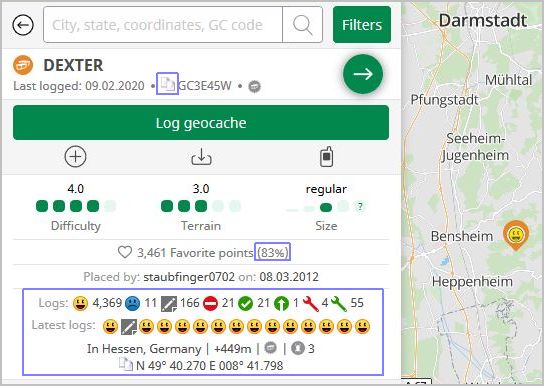 City, state, coordinates, GC code
Filters
DEXTER
Last logged: 09.02.2020 • GC3E45W •
Log geocache
4.0 3.0 regular
?
Difficulty Terrain Size
3,461 Favorite points (83%)
Placed by: staubfinger0702 on: 08.03.2012
Logs: 4,369 11 166 21 21 1 4 55
Latest logs:
In Hessen, Germany | +449m | | 3
N 49° 40.270 E 008° 41.798
Darmstadt
Mühltal
Pfungstadt
Seeheim-
Jugenheim
Bensheim
Heppenheim
A 67